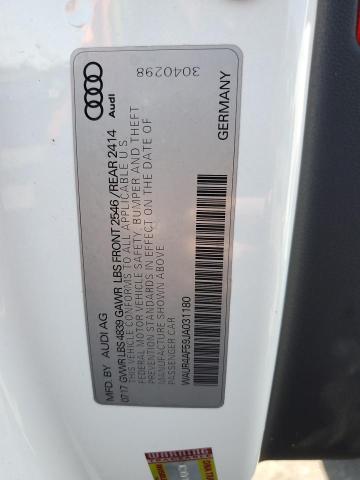 3040298
Audi
GERMANY
MFD. BY AUDI AG
0717 GVWR LBS 4839 GAWR LBS FRONT 2546 /REAR 2414
THIS VEHICLE CONFORMS TO ALL APPLICABLE U S
FEDERAL MOTOR VEHICLE SAFETY, BUMPER AND THEFT
PREVENTION STANDARDS IN EFFECT ON THE DATE OF
MANUFACTURE SHOWN ABOVE
PASSENGER CAR
WAUR4AF59JA031180